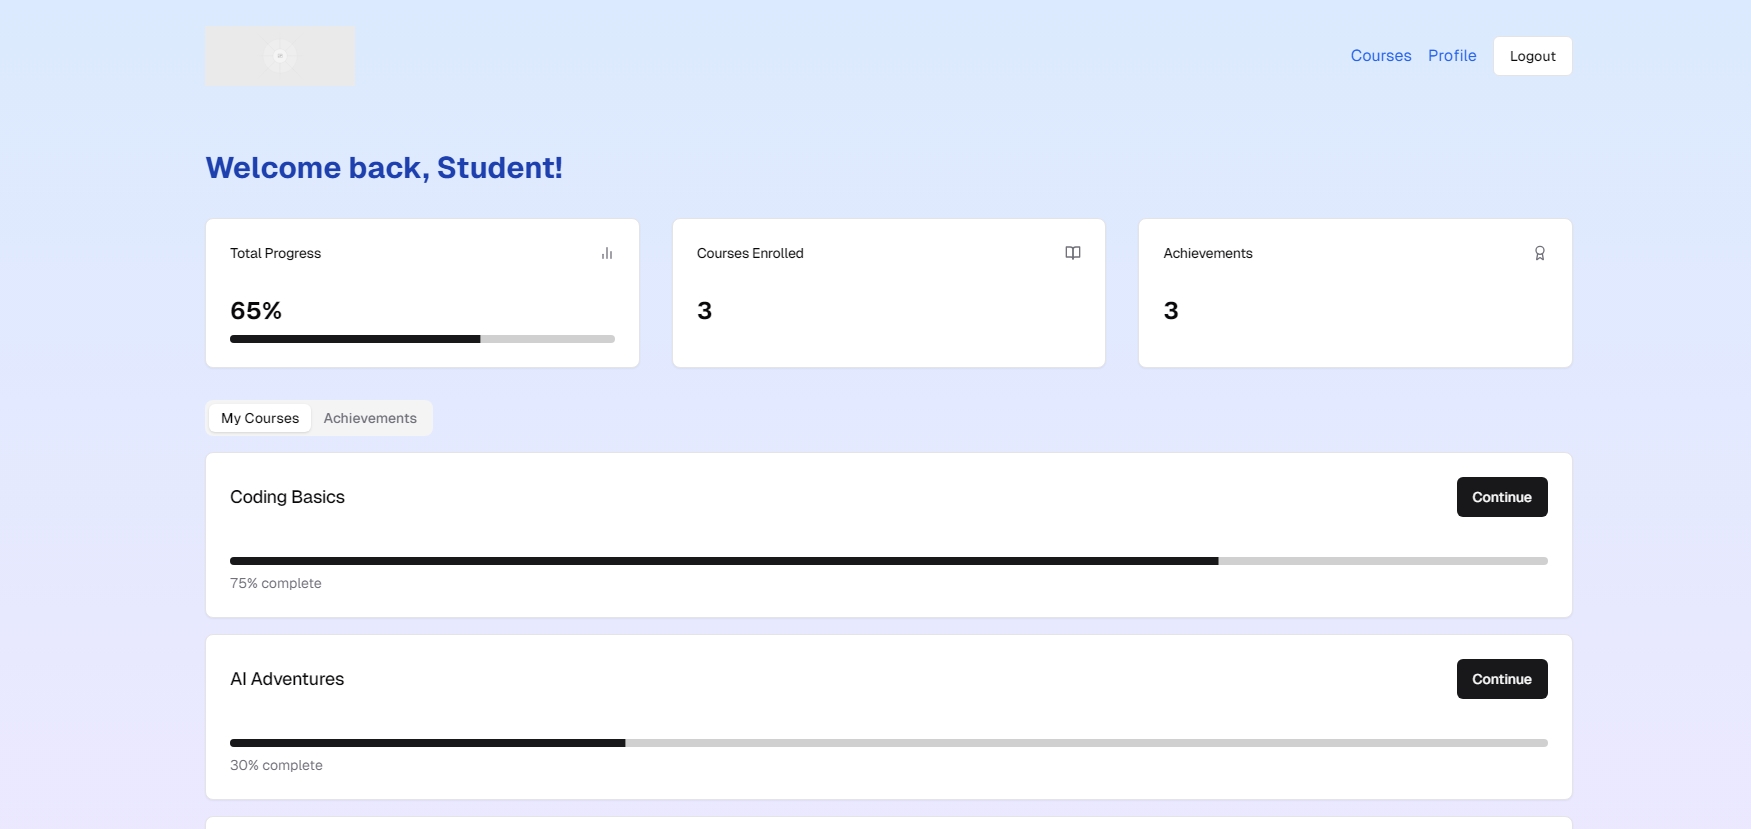 Courses Profile Logout
Welcome back, Student!
Total Progress
65%
Courses Enrolled
3
Achievements
3
My Courses Achievements
Coding Basics Continue
75% complete
AI Adventures Continue
30% complete